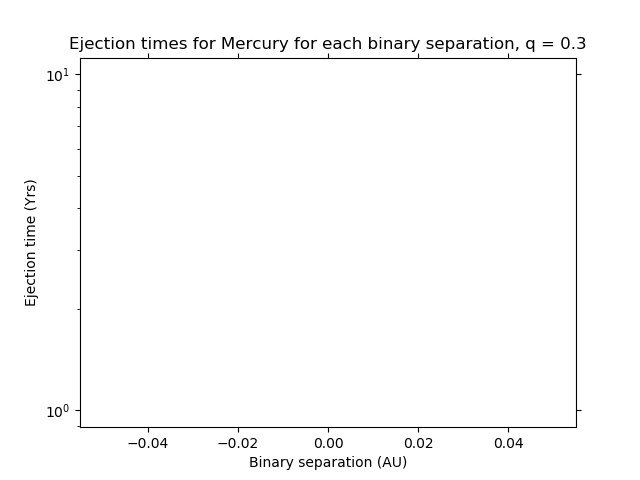 Ejection times for Mercury for each binary separation, q = 0.3
10¹
Ejection time (Yrs)
10⁰
−0.04 −0.02 0.00 0.02 0.04
Binary separation (AU)